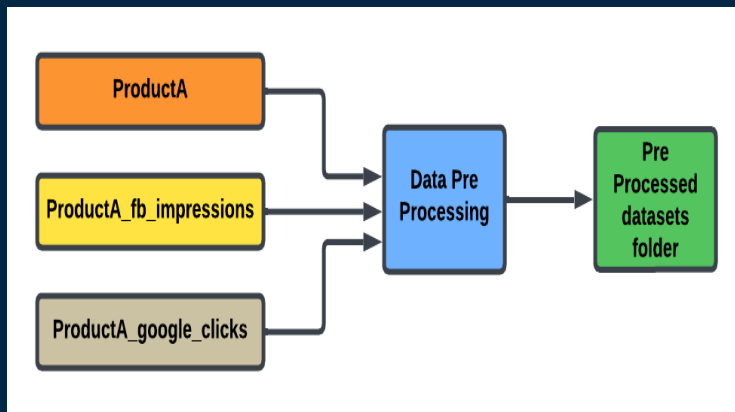 ProductA
ProductA_fb_impressions
ProductA_google_clicks
Data Pre
Processing
Pre
Processed
datasets
folder